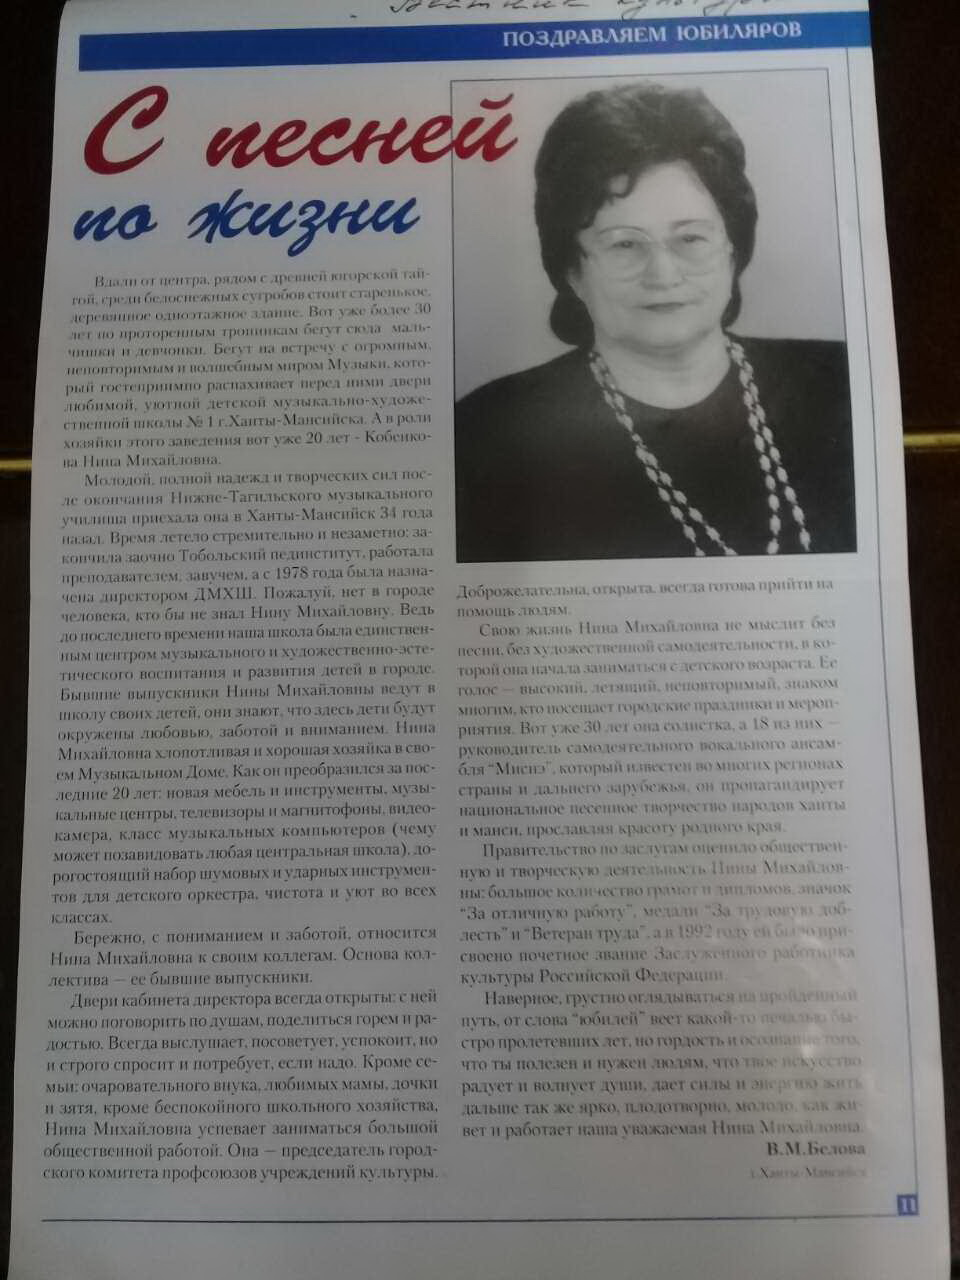 ПОЗДРАВЛЯЕМ ЮБИЛЯРОВ
С песней
по жизни
Вдали от центра, рядом с древней югорской тай-
гой, среди белоснежных сугробов стоит старенькое,
деревянное одноэтажное здание. Вот уже более 30
лет по проторенным тропинкам бегут сюда маль-
чишки и девчонки. Бегут на встречу с огромным,
неповторимым и волшебным миром Музыки, кото-
рый гостеприимно распахивает перед ними двери
любимой, уютной детской музыкально-художе-
ственной школы № 1 г.Ханты-Мансийска. А в роли
хозяйки этого заведения вот уже 20 лет - Кобенко-
ва Нина Михайловна.
Молодой, полной надежд и творческих сил пос-
ле окончания Нижне-Тагильского музыкального
училища приехала она в Ханты-Мансийск 34 года
назад. Время летело стремительно и незаметно: за-
кончила заочно Тобольский пединститут, работала
преподавателем, завучем, а с 1978 года была назна-
чена директором ДМХШ. Пожалуй, нет в городе
человека, кто бы не знал Нину Михайловну. Ведь
до последнего времени наша школа была единствен-
ным центром музыкального и художественно-эсте-
тического воспитания и развития детей в городе.
Бывшие выпускники Нины Михайловны ведут в
школу своих детей, они знают, что здесь дети будут
окружены любовью, заботой и вниманием. Нина
Михайловна хлопотливая и хорошая хозяйка в сво-
ем Музыкальном Доме. Как он преобразился за пос-
ледние 20 лет: новая мебель и инструменты, музы-
кальные центры, телевизоры и магнитофоны, видео-
камера, класс музыкальных компьютеров (чему
может позавидовать любая центральная школа), до-
рогостоящий набор шумовых и ударных инструмен-
тов для детского оркестра, чистота и уют во всех
классах.
Бережно, с пониманием и заботой, относится
Нина Михайловна к своим коллегам. Основа кол-
лектива — ее бывшие выпускники.
Двери кабинета директора всегда открыты: с ней
можно поговорить по душам, поделиться горем и ра-
достью. Всегда выслушает, посоветует, успокоит, но
и строго спросит и потребует, если надо. Кроме се-
мьи: очаровательного внука, любимых мамы, дочки
и зятя, кроме беспокойного школьного хозяйства,
Нина Михайловна успевает заниматься большой
общественной работой. Она — председатель город-
ского комитета профсоюзов учреждений культуры.
Доброжелательна, открыта, всегда готова прийти на
помощь людям.
Свою жизнь Нина Михайловна не мыслит без
песни, без художественной самодеятельности, в ко-
торой она начала заниматься с детского возраста. Ее
голос — высокий, летящий, неповторимый, знаком
многим, кто посещает городские праздники и мероп-
риятия. Вот уже 30 лет она солистка, а 18 из них —
руководитель самодеятельного вокального ансам-
бля “Миснэ”, который известен во многих регионах
страны и дальнего зарубежья, он пропагандирует
национальное песенное творчество народов ханты
и манси, прославляя красоту родного края.
Правительство по заслугам оценило обществен-
ную и творческую деятельность Нины Михайлов-
ны: большое количество грамот и дипломов, значок
“За отличную работу”, медали “За трудовую доб-
лесть” и “Ветеран труда”, а в 1992 году ей было при-
своено почетное звание Заслуженного работника
культуры Российской Федерации.
Наверное, грустно оглядываться на пройденный
путь, от слова “юбилей” веет какой-то печалью бы-
стро пролетевших лет, но гордость и осознание того,
что ты полезен и нужен людям, что твое искусство
радует и волнует души, дает силы и энергию жить
дальше так же ярко, плодотворно, молодо, как жи-
вет и работает наша уважаемая Нина Михайловна.
В.М.Белова
г.Ханты-Мансийск
11